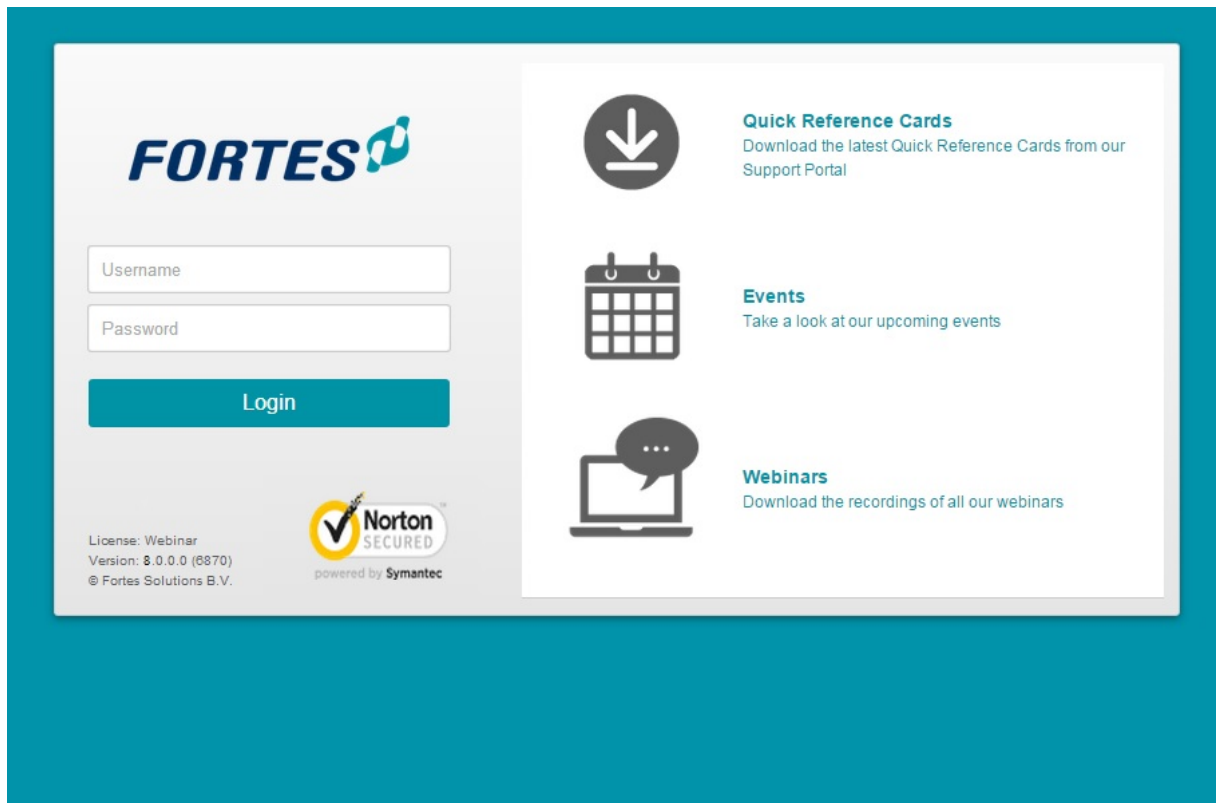 FORTES
Username
Password
Login
License: Webinar
Version: 8.0.0.0 (6870)
© Fortes Solutions B.V.
Norton
SECURED
powered by Symantec
Quick Reference Cards
Download the latest Quick Reference Cards from our
Support Portal
Events
Take a look at our upcoming events
Webinars
Download the recordings of all our webinars